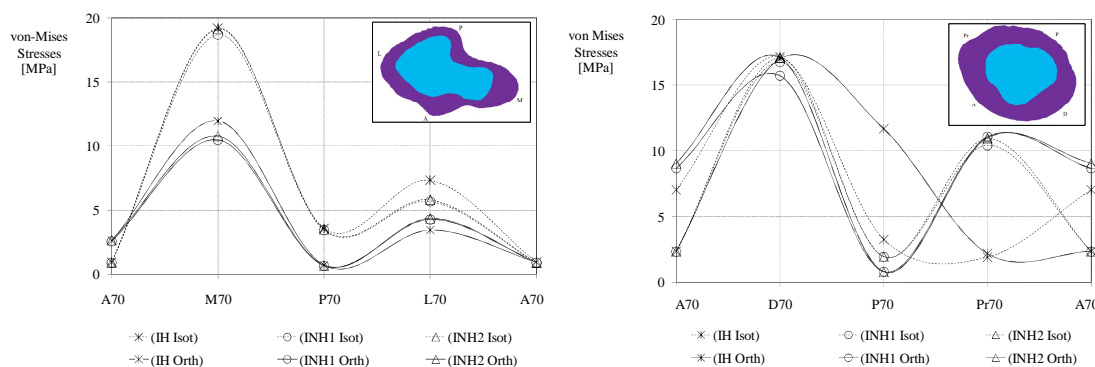 von-Mises
Stresses
[MPa]
20
15
10
5
0
L
P
M
A
A70
M70
P70
L70
A70
(IH Isot)
(INH1 Isot)
(INH2 Isot)
(IH Orth)
(INH1 Orth)
(INH2 Orth)
von Mises
Stresses
[MPa]
20
15
10
5
0
Pr
P
A
D
A70
D70
P70
Pr70
A70
(IH Isot)
(INH1 Isot)
(INH2 Isot)
(IH Orth)
(INH1 Orth)
(INH2 Orth)